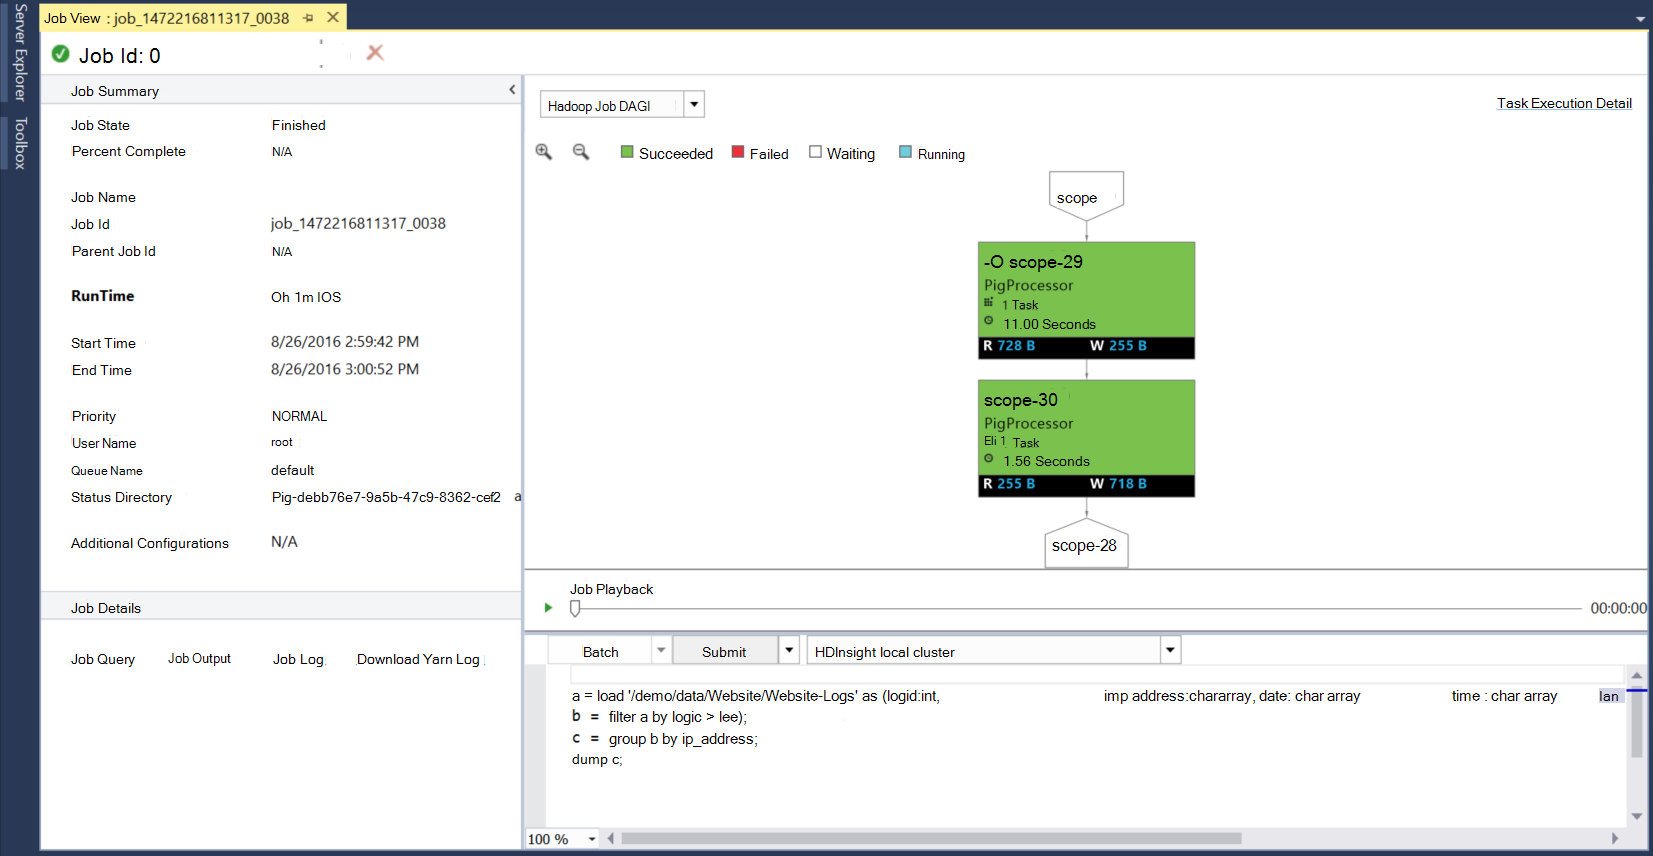 Server Explorer
Toolbox
Job View : job_1472216811317_0038
Job Id: 0
Job Summary
Job State Finished
Percent Complete N/A
Job Name
Job Id job_1472216811317_0038
Parent Job Id N/A
RunTime Oh 1m IOS
Start Time 8/26/2016 2:59:42 PM
End Time 8/26/2016 3:00:52 PM
Priority NORMAL
User Name root
Queue Name default
Status Directory Pig-debb76e7-9a5b-47c9-8362-cef2 a
Additional Configurations N/A
Job Details
Job Query Job Output Job Log Download Yarn Log
Hadoop Job DAGI
Task Execution Detail
Succeeded Failed Waiting Running
scope
-O scope-29
PigProcessor
1 Task
11.00 Seconds
R 728 B W 255 B
scope-30
PigProcessor
Eli 1 Task
1.56 Seconds
R 255 B W 718 B
scope-28
Job Playback
00:00:00
Batch Submit HDInsight local cluster
a = load '/demo/data/Website/Website-Logs' as (logid:int, imp address:chararray, date: char array time : char array lan
b = filter a by logic > lee);
c = group b by ip_address;
dump c;
100 %